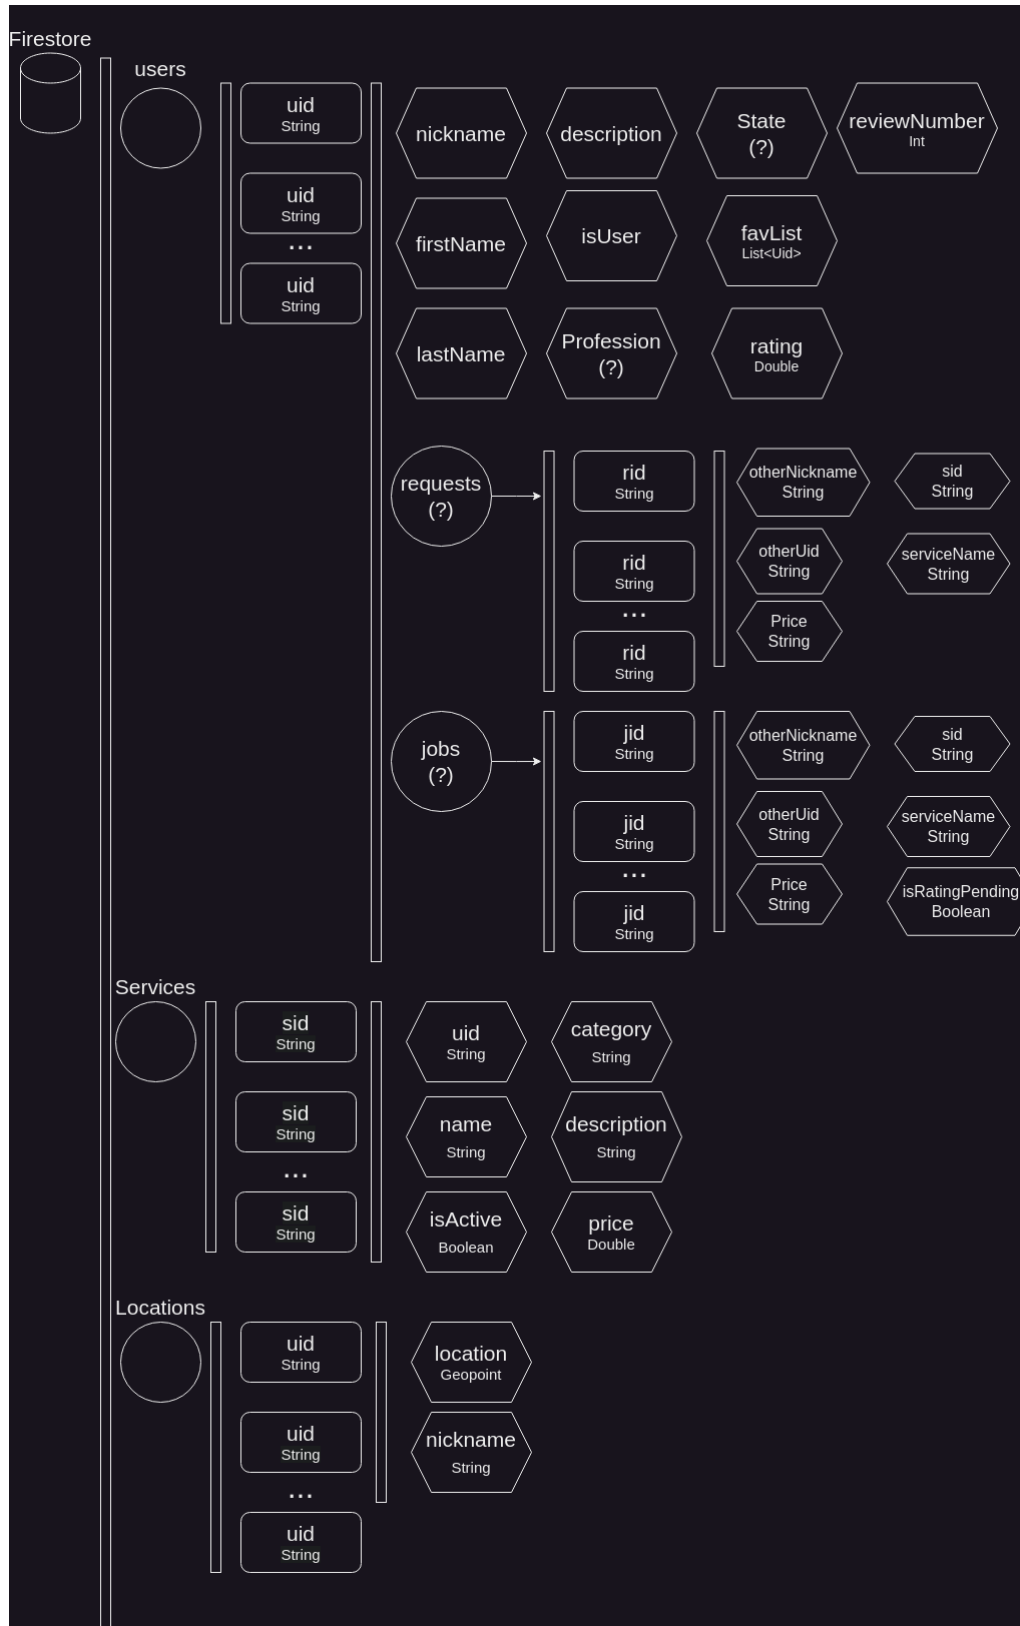 Firestore
users
uid
String
uid
String
...
uid
String
nickname
description
State
(?)
reviewNumber
Int
firstName
isUser
favList
List<Uid>
lastName
Profession
(?)
rating
Double
requests
(?)
rid
String
rid
String
...
rid
String
otherNickname
String
sid
String
otherUid
String
serviceName
String
Price
String
jobs
(?)
jid
String
jid
String
...
jid
String
otherNickname
String
sid
String
otherUid
String
serviceName
String
Price
String
isRatingPending
Boolean
Services
sid
String
sid
String
...
sid
String
uid
String
category
String
name
String
description
String
isActive
Boolean
price
Double
Locations
uid
String
uid
String
...
uid
String
location
Geopoint
nickname
String